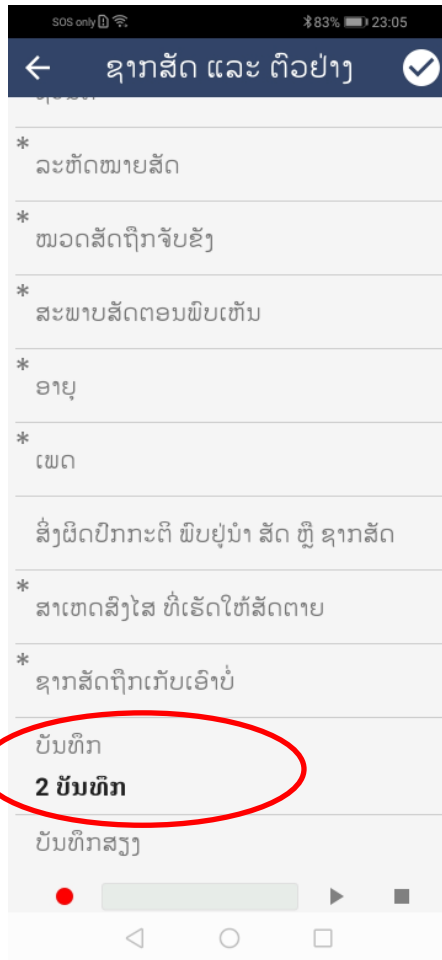 SOS only 83% 23:05
ຊາກສັດ ແລະ ຕົວຢ່າງ
*
ລະຫັດໝາຍສັດ
*
ໝວດສັດຖືກຈັບຂັງ
*
ສະພາບສັດຕອນພົບເຫັນ
*
ອາຍຸ
*
ເພດ
ສິ່ງຜິດປົກກະຕິ ພົບຢູ່ນຳ ສັດ ຫຼື ຊາກສັດ
*
ສາເຫດສົງໄສ ທີ່ເຮັດໃຫ້ສັດຕາຍ
*
ຊາກສັດຖືກເກັບເອົາບໍ່
ບັນທຶກ
2 ບັນທຶກ
ບັນທຶກສຽງ